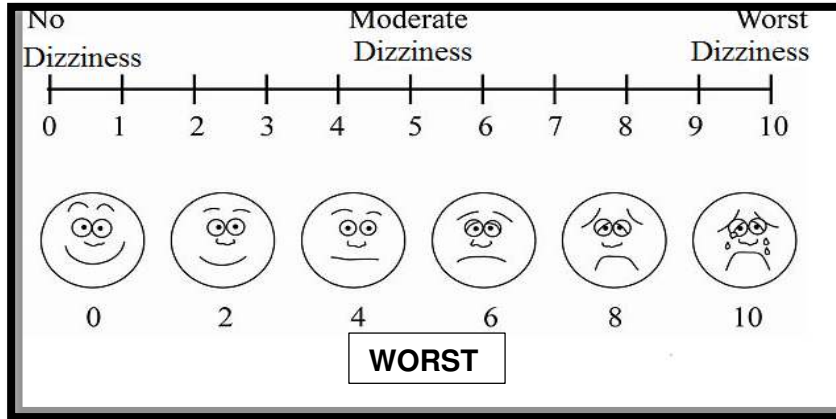 No Moderate Worst
Dizziness Dizziness Dizziness
0 1 2 3 4 5 6 7 8 9 10
0 2 4 6 8 10
WORST